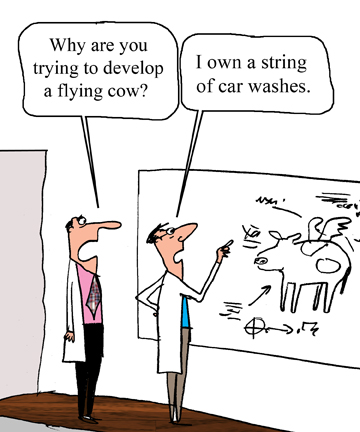 Why are you
trying to develop
a flying cow?
I own a string
of car washes.